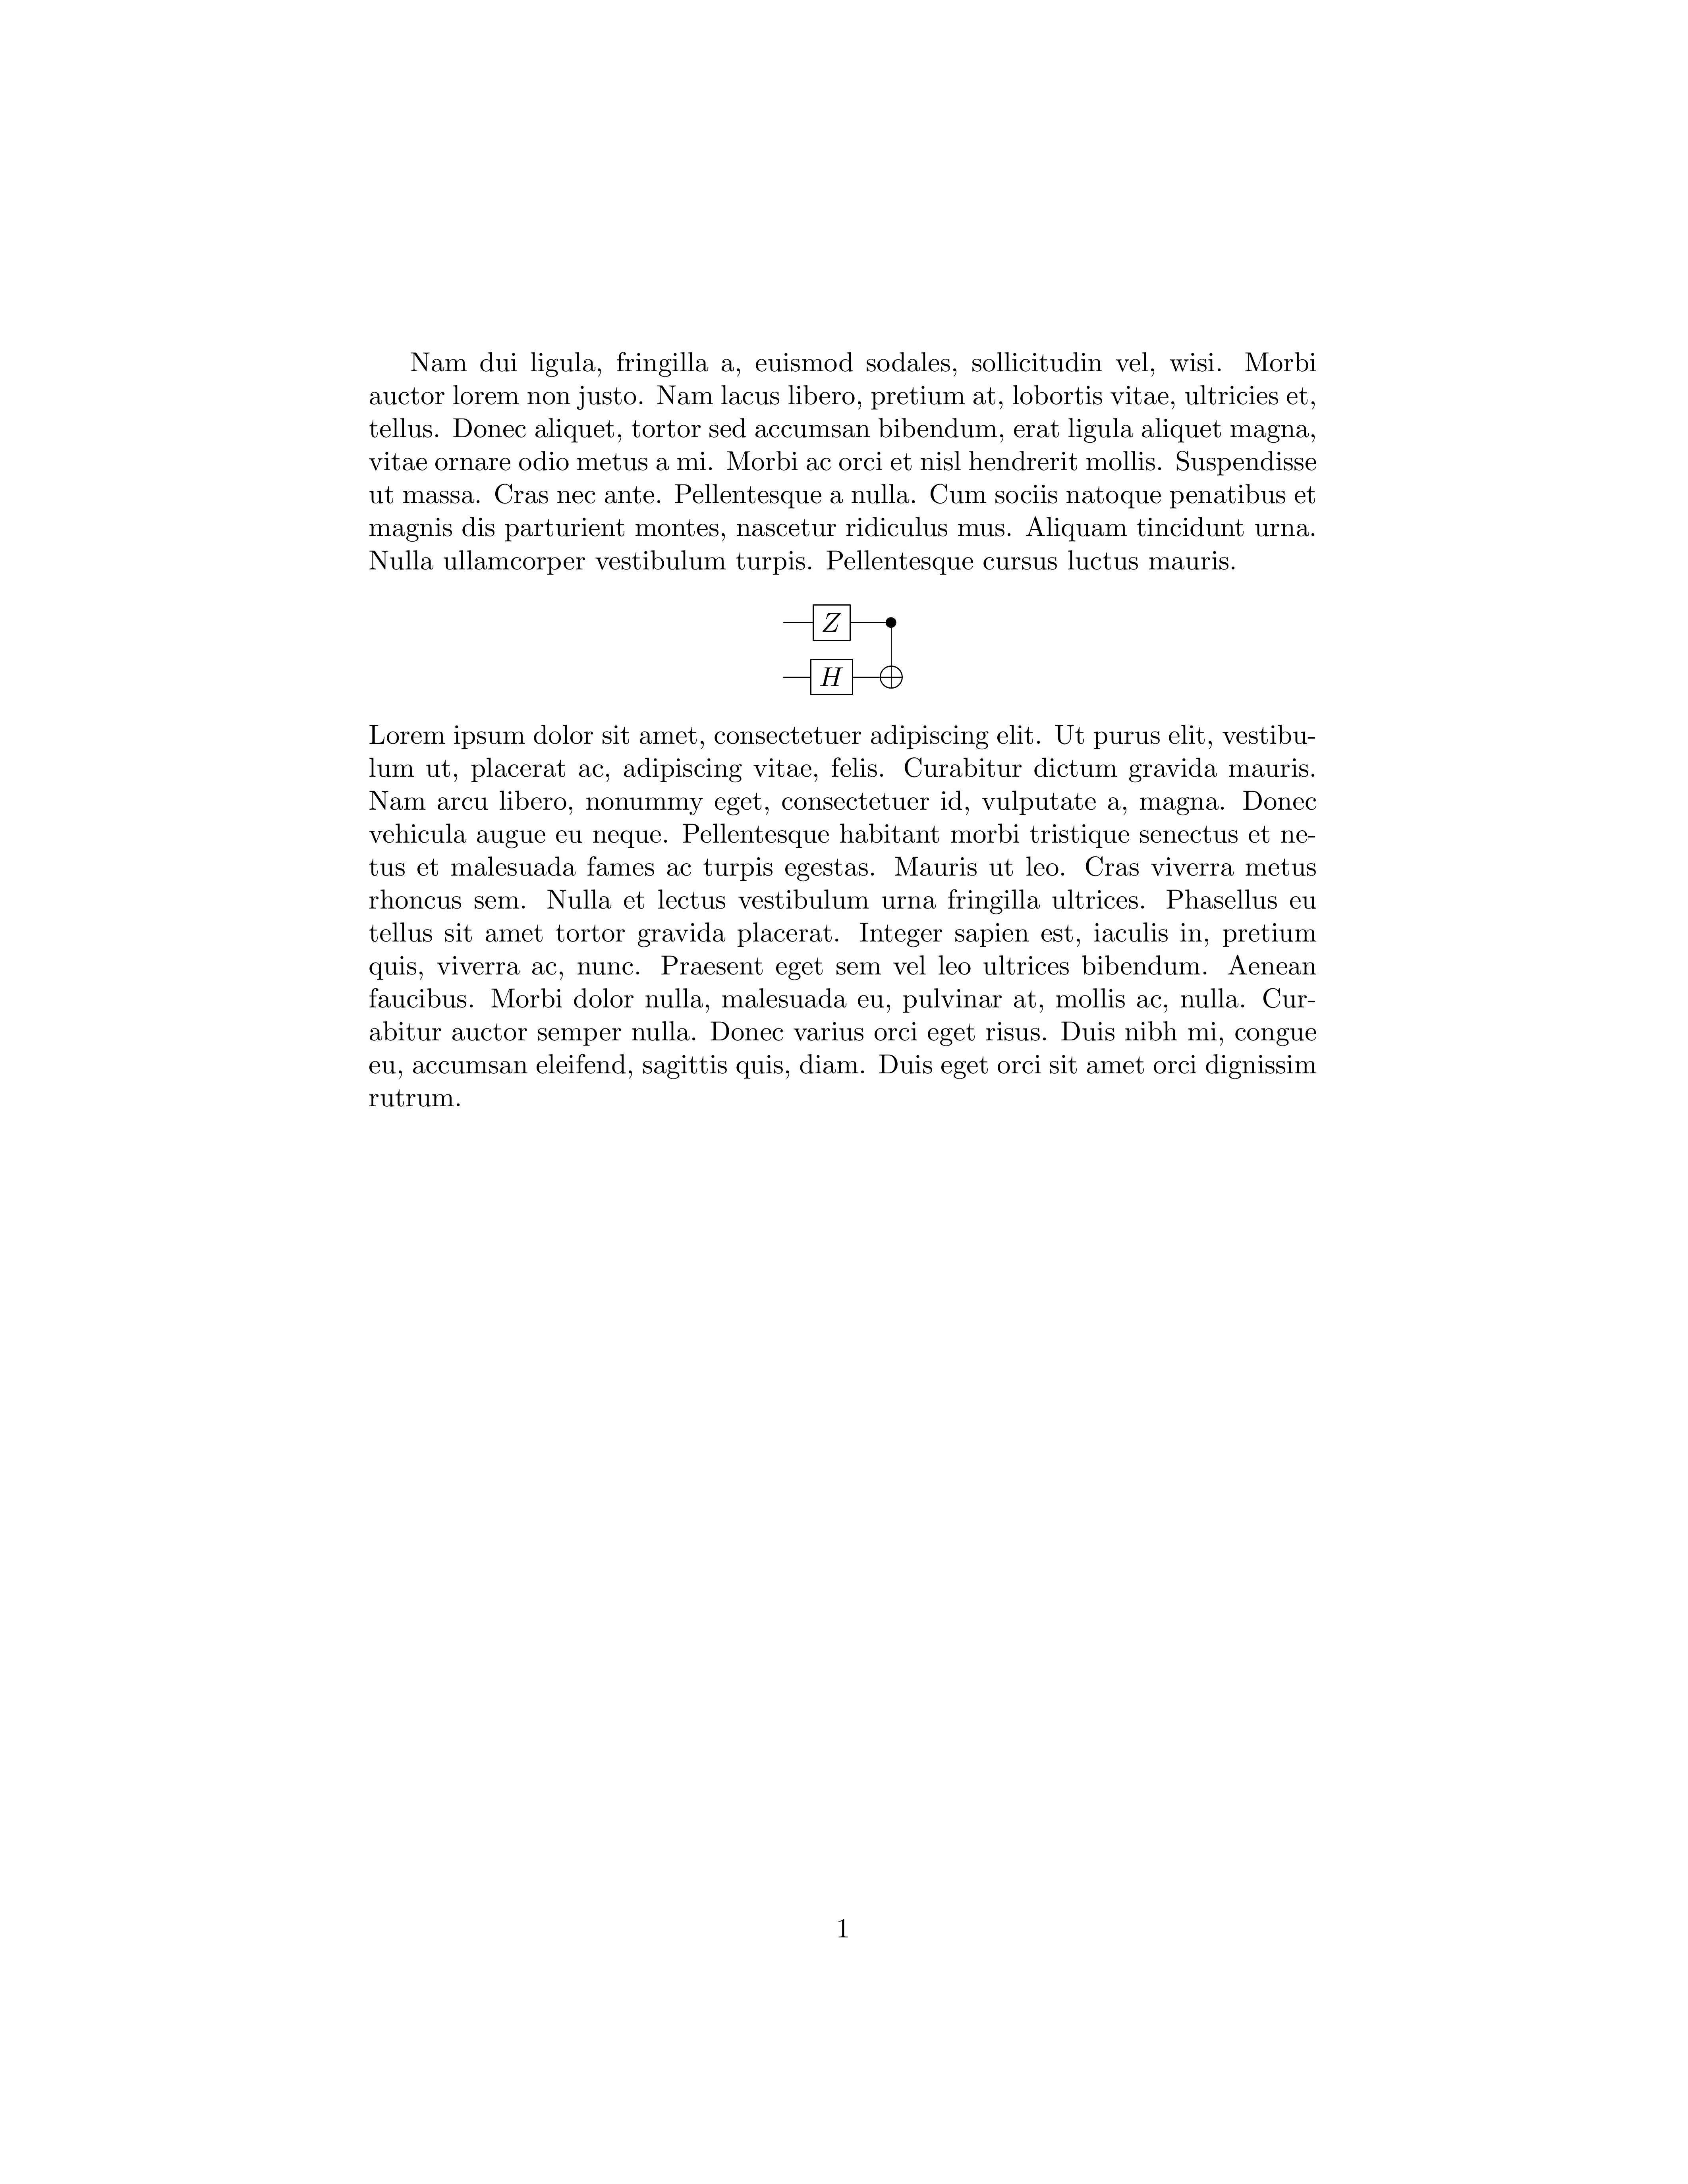 Nam dui ligula, fringilla a, euismod sodales, sollicitudin vel, wisi. Morbi
auctor lorem non justo. Nam lacus libero, pretium at, lobortis vitae, ultricies et,
tellus. Donec aliquet, tortor sed accumsan bibendum, erat ligula aliquet magna,
vitae ornare odio metus a mi. Morbi ac orci et nisl hendrerit mollis. Suspendisse
ut massa. Cras nec ante. Pellentesque a nulla. Cum sociis natoque penatibus et
magnis dis parturient montes, nascetur ridiculus mus. Aliquam tincidunt urna.
Nulla ullamcorper vestibulum turpis. Pellentesque cursus luctus mauris.
Z
H
Lorem ipsum dolor sit amet, consectetuer adipiscing elit. Ut purus elit, vestibu-
lum ut, placerat ac, adipiscing vitae, felis. Curabitur dictum gravida mauris.
Nam arcu libero, nonummy eget, consectetuer id, vulputate a, magna. Donec
vehicula augue eu neque. Pellentesque habitant morbi tristique senectus et ne-
tus et malesuada fames ac turpis egestas. Mauris ut leo. Cras viverra metus
rhoncus sem. Nulla et lectus vestibulum urna fringilla ultrices. Phasellus eu
tellus sit amet tortor gravida placerat. Integer sapien est, iaculis in, pretium
quis, viverra ac, nunc. Praesent eget sem vel leo ultrices bibendum. Aenean
faucibus. Morbi dolor nulla, malesuada eu, pulvinar at, mollis ac, nulla. Cur-
abitur auctor semper nulla. Donec varius orci eget risus. Duis nibh mi, congue
eu, accumsan eleifend, sagittis quis, diam. Duis eget orci sit amet orci dignissim
rutrum.
1